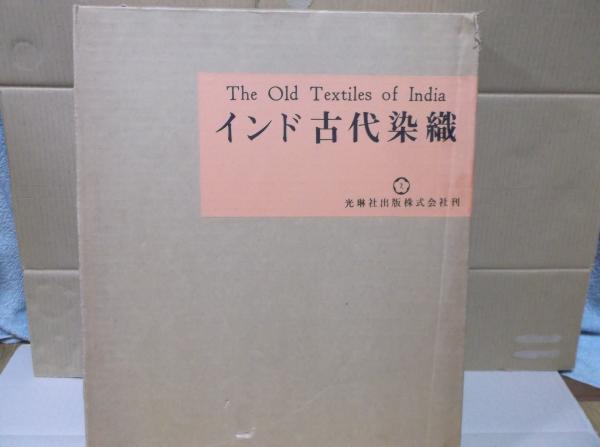 The Old Textiles of India
インド古代染織
光琳社出版株式会社刊